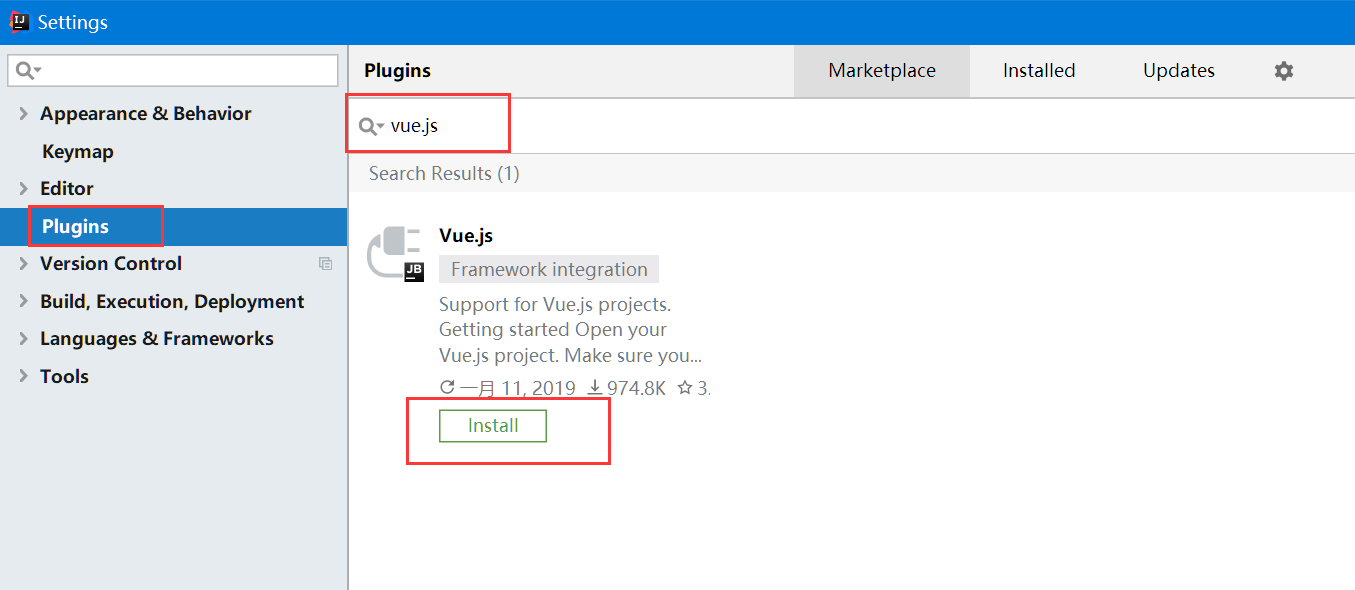 IJ
Settings
Plugins
Marketplace
Installed
Updates
Appearance & Behavior
Keymap
Editor
Plugins
Version Control
Build, Execution, Deployment
Languages & Frameworks
Tools
vue.js
Search Results (1)
JB
Vue.js
Framework integration
Support for Vue.js projects.
Getting started Open your
Vue.js project. Make sure you...
一月 11, 2019 974.8K 3.
Install